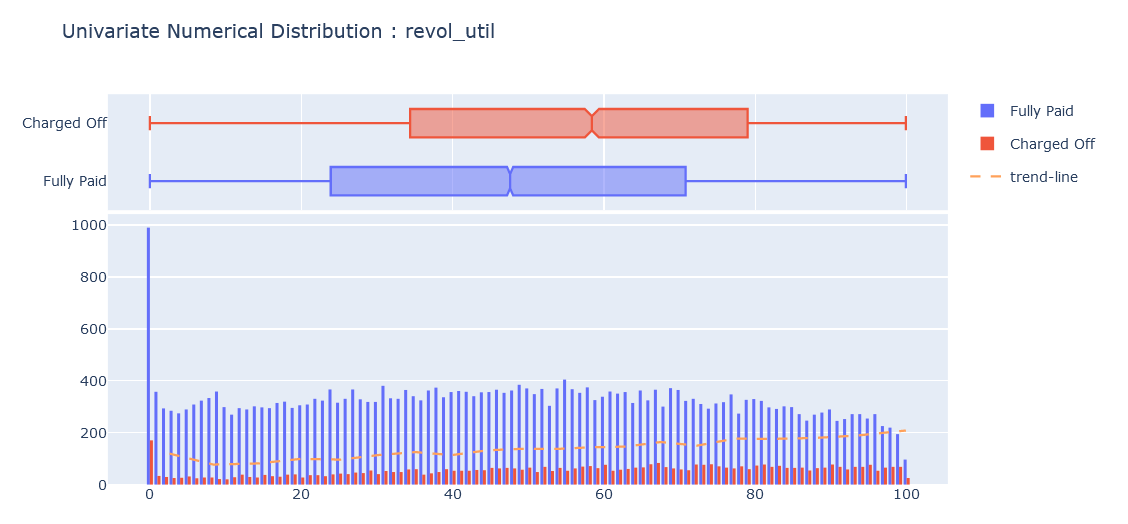 Univariate Numerical Distribution : revol_util
Charged Off
Fully Paid
Fully Paid
Charged Off
trend-line
1000
800
600
400
200
0
0 20 40 60 80 100